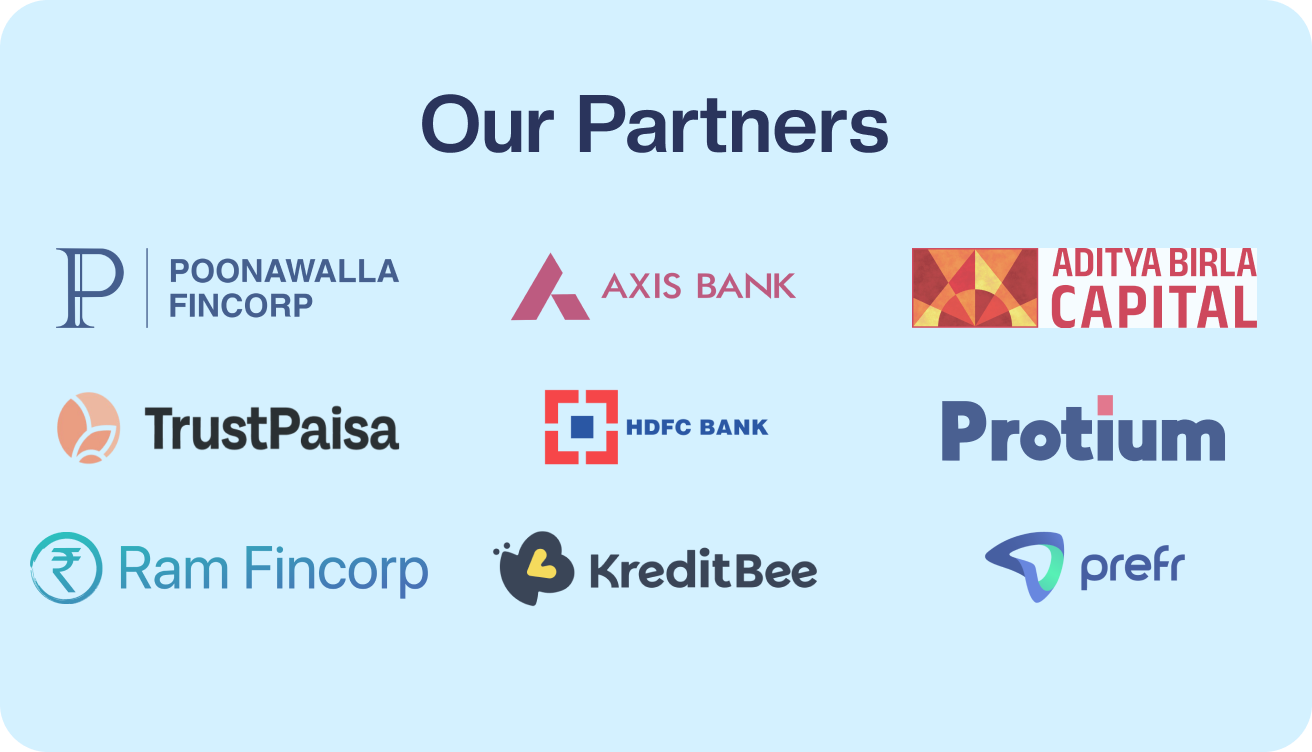 Our Partners
POONAWALLA
FINCORP
AXIS BANK
ADITYA BIRLA
CAPITAL
TrustPaisa
HDFC BANK
Protium
₹ Ram Fincorp
KreditBee
prefr